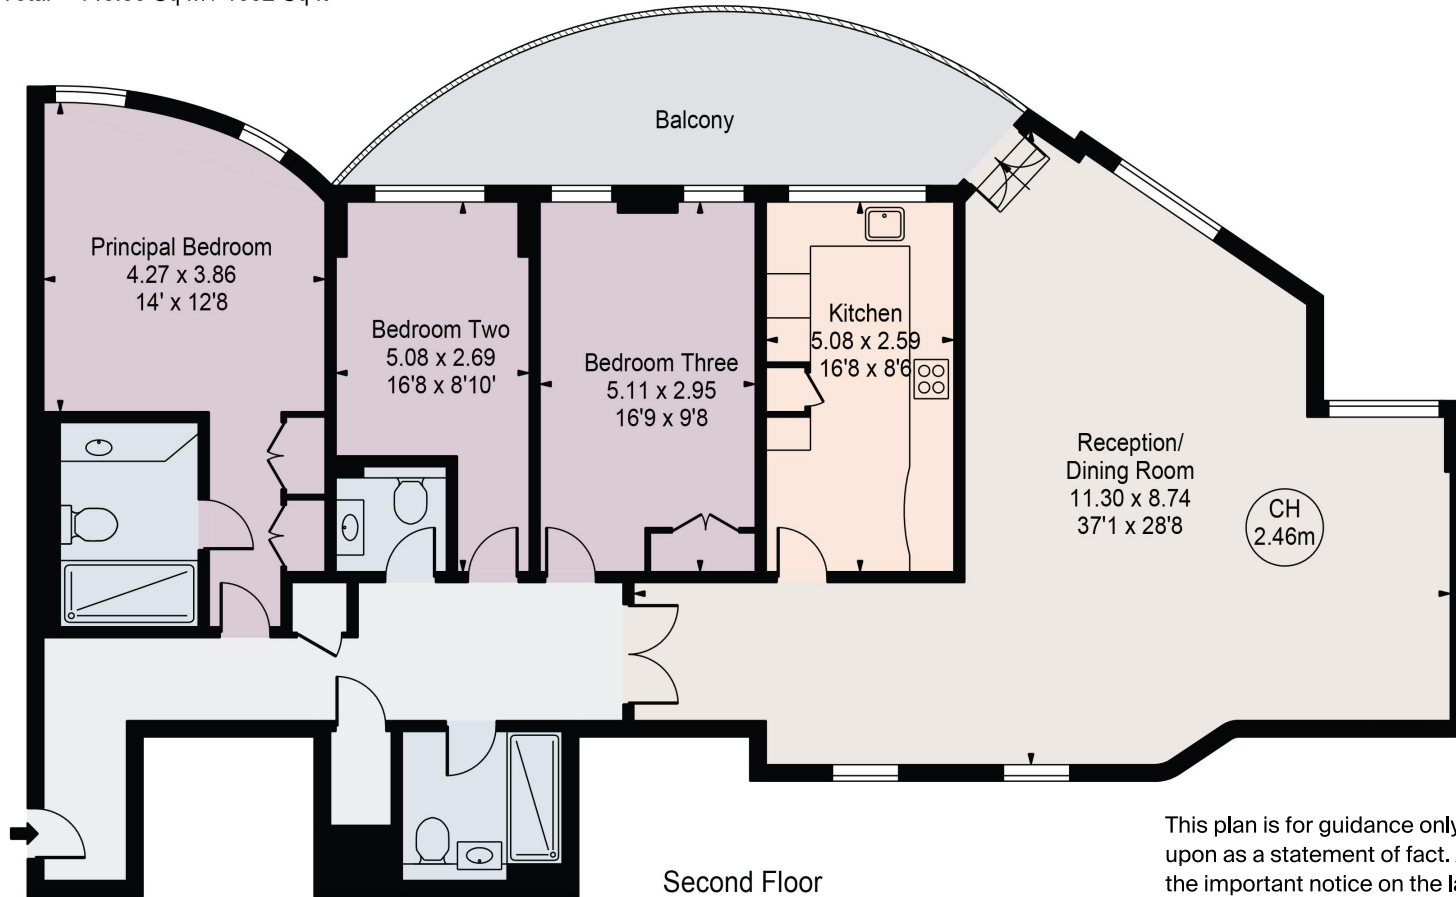 Balcony
Principal Bedroom
4.27 x 3.86
14' x 12'8
Bedroom Two
5.08 x 2.69
16'8 x 8'10'
Bedroom Three
5.11 x 2.95
16'9 x 9'8
Kitchen
5.08 x 2.59
16'8 x 8'6
Reception/
Dining Room
11.30 x 8.74
37'1 x 28'8
CH
2.46m
Second Floor
This plan is for guidance only
upon as a statement of fact.
the important notice on the la